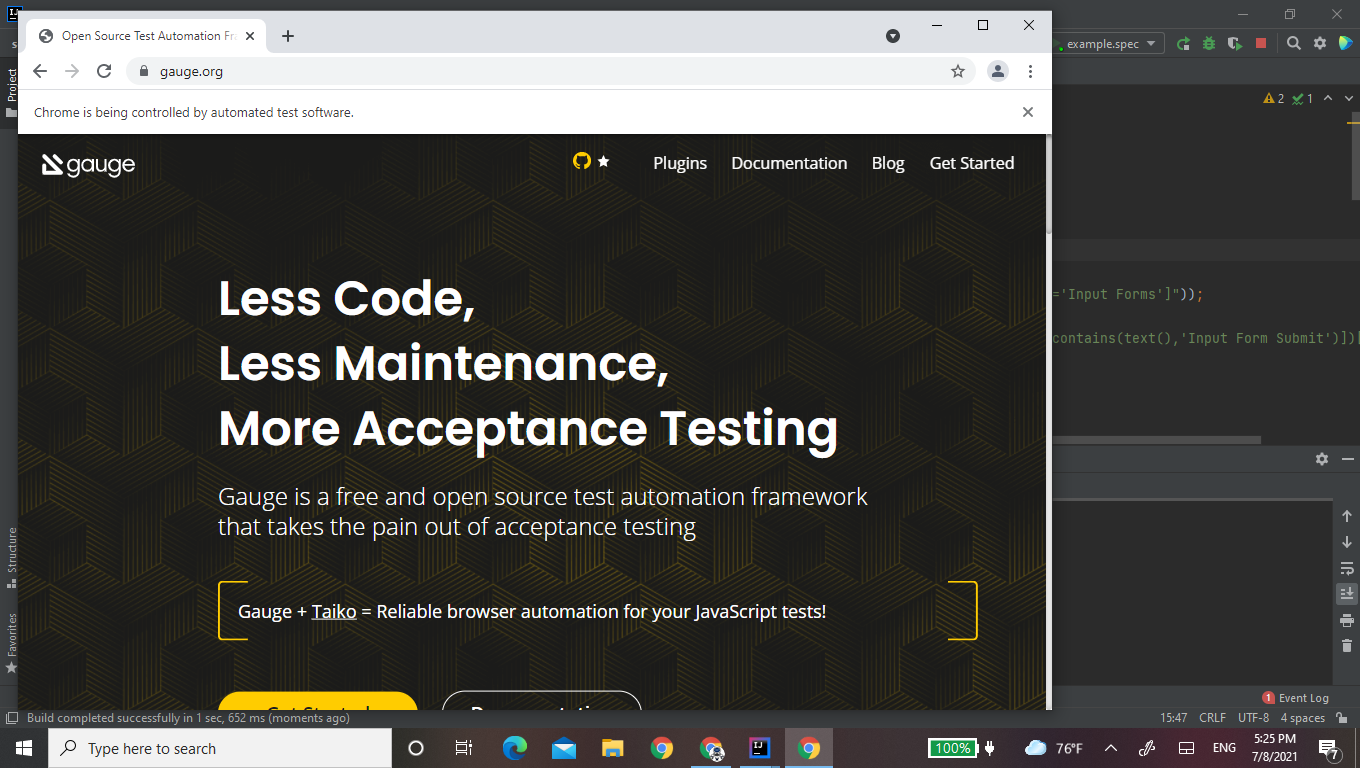 Open Source Test Automation Fr
gauge.org
example.spec
Chrome is being controlled by automated test software.
2
1
Project
gauge
Plugins
Documentation
Blog
Get Started
Less Code,
Less Maintenance,
More Acceptance Testing
='Input Forms']"));
contains(text(),'Input Form Submit')])[
Gauge is a free and open source test automation framework
that takes the pain out of acceptance testing
Gauge + Taiko = Reliable browser automation for your JavaScript tests!
Structure
Favorites
Get Started
Documentation
1 Event Log
Build completed successfully in 1 sec, 652 ms (moments ago)
15:47 CRLF UTF-8 4 spaces
Type here to search
IJ
100%
76°F
ENG
5:25 PM
7/8/2021
7